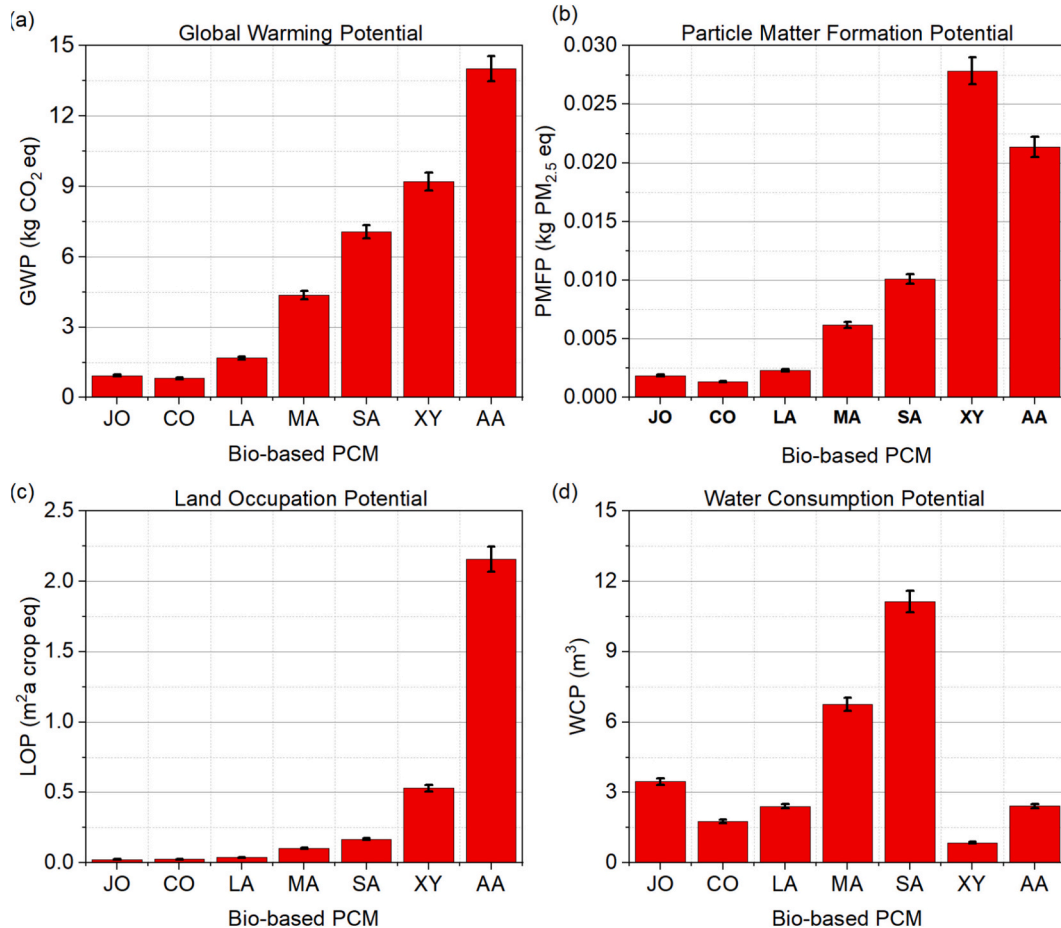 (a)
Global Warming Potential
GWP (kg CO₂ eq)
15
12
9
6
3
0
JO CO LA MA SA XY AA
Bio-based PCM
(b)
Particle Matter Formation Potential
PMFP (kg PM₂.₅ eq)
0.030
0.025
0.020
0.015
0.010
0.005
0.000
JO CO LA MA SA XY AA
Bio-based PCM
(c)
Land Occupation Potential
LOP (m²a crop eq)
2.5
2.0
1.5
1.0
0.5
0.0
JO CO LA MA SA XY AA
Bio-based PCM
(d)
Water Consumption Potential
WCP (m³)
15
12
9
6
3
0
JO CO LA MA SA XY AA
Bio-based PCM